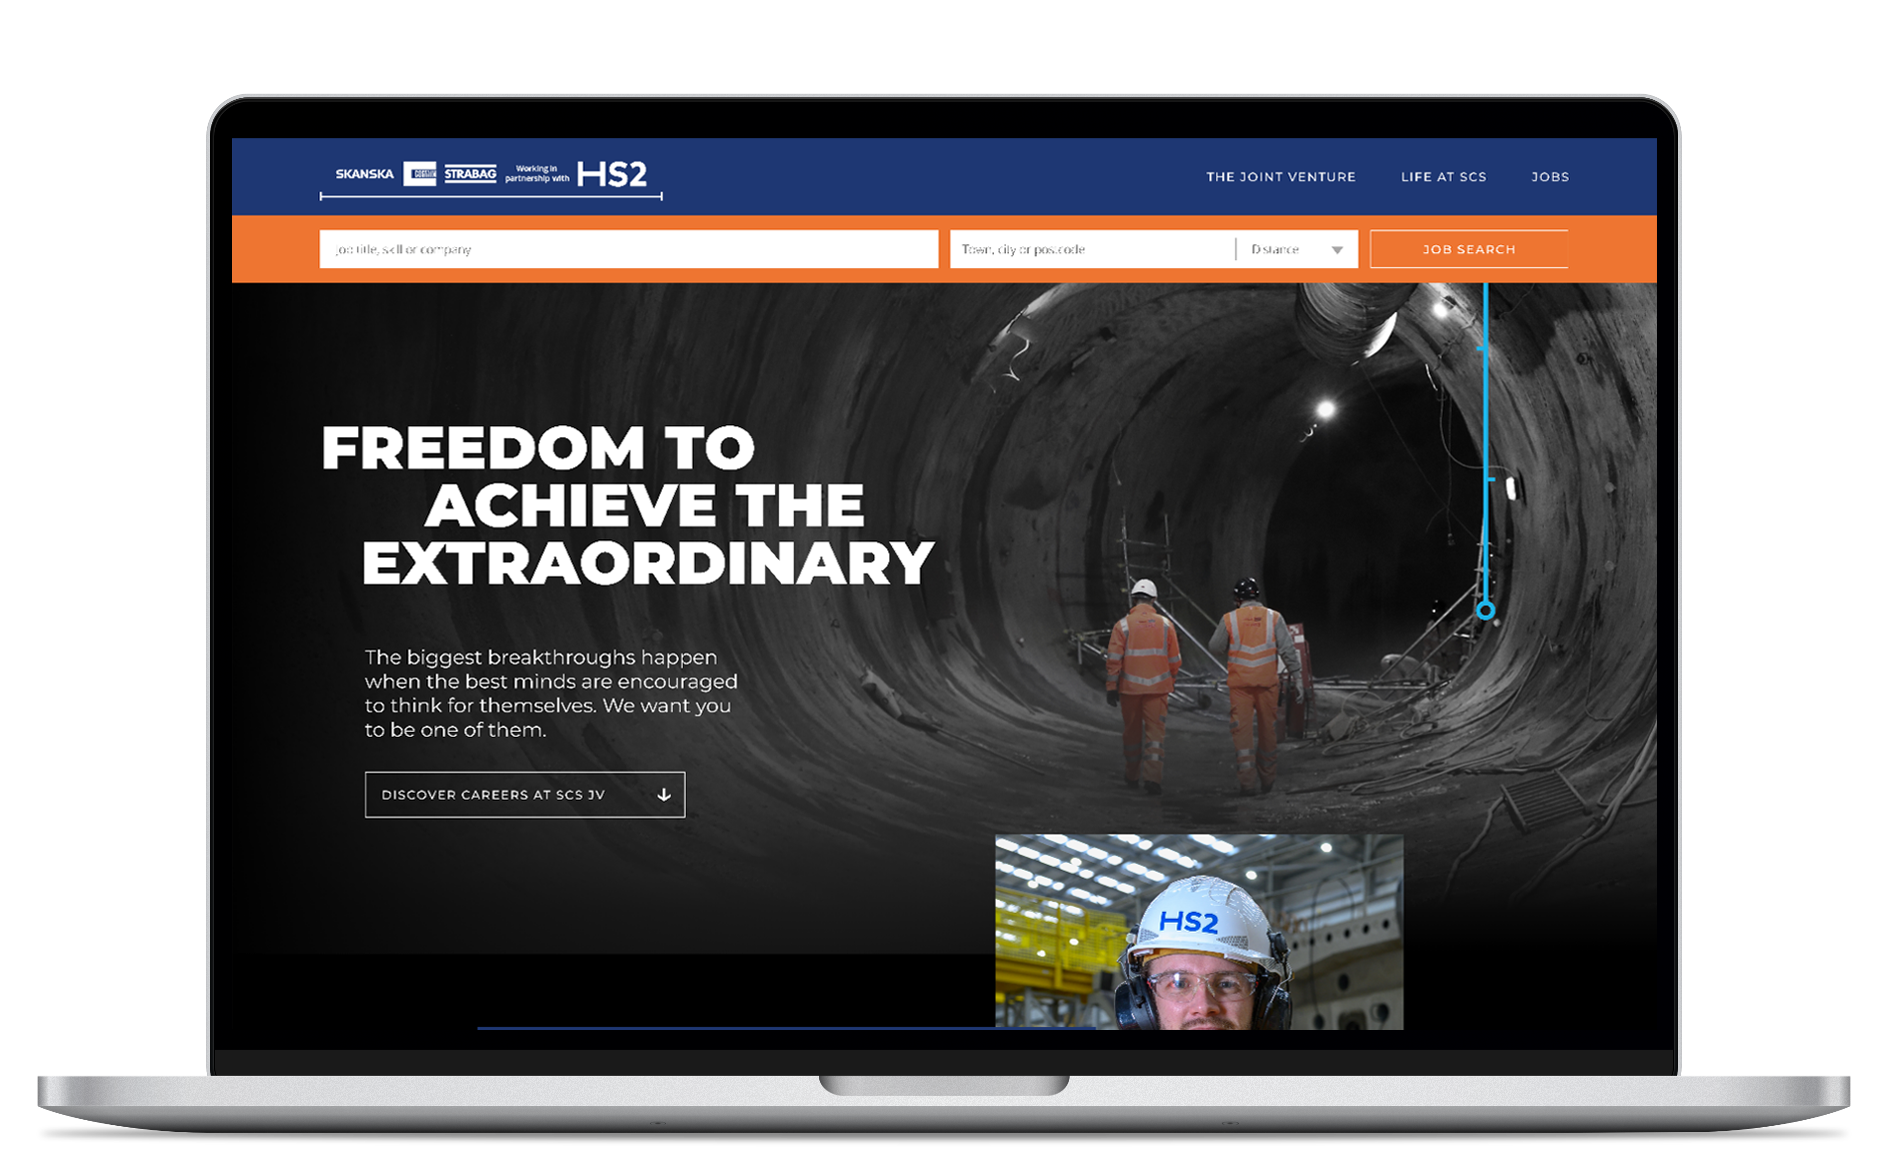 SKANSKA
COSTAIN
STRABAG
Working in
partnership with
HS2
THE JOINT VENTURE
LIFE AT SCS
JOBS
Job title, skill or company
Town, city or postcode
Distance
JOB SEARCH
FREEDOM TO
ACHIEVE THE
EXTRAORDINARY
The biggest breakthroughs happen
when the best minds are encouraged
to think for themselves. We want you
to be one of them.
DISCOVER CAREERS AT SCS JV
HS2